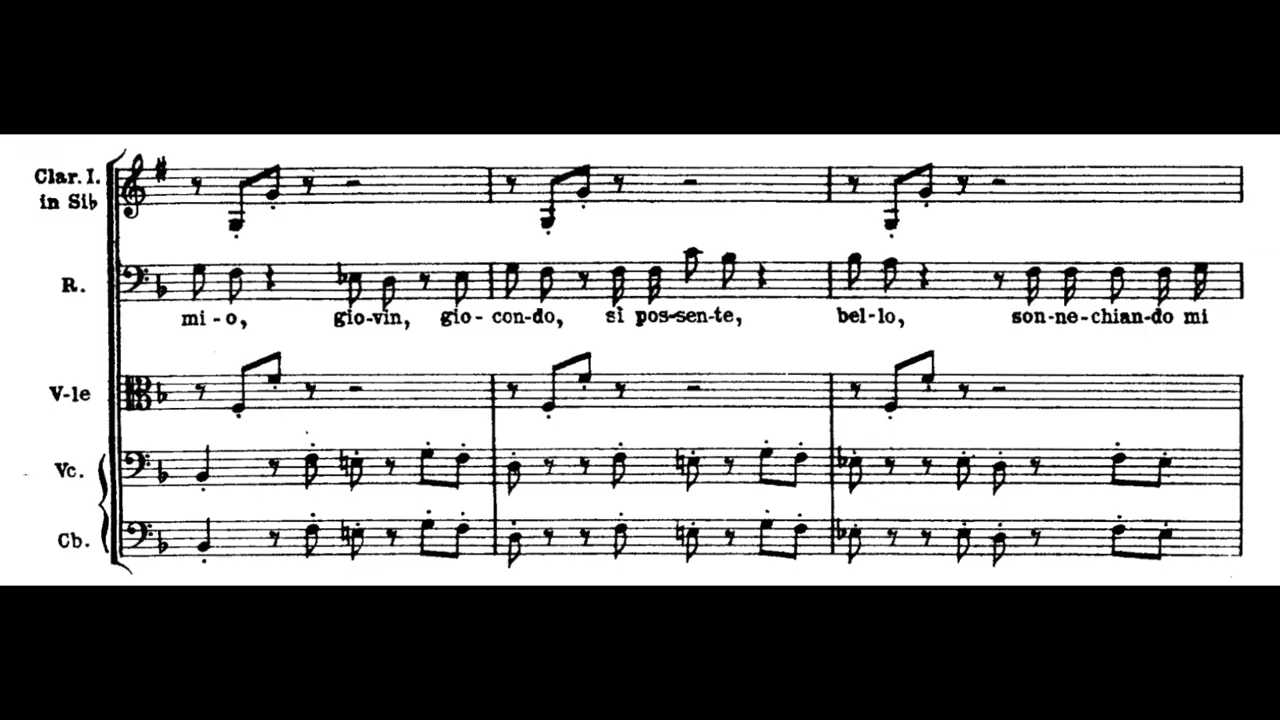 Clar. I.
in Si♭
R.
mi-o, gio-vin, gio-con-do, sì pos-sen-te, bel-lo, son-ne-chian-do mi
V-le
Vc.
Cb.